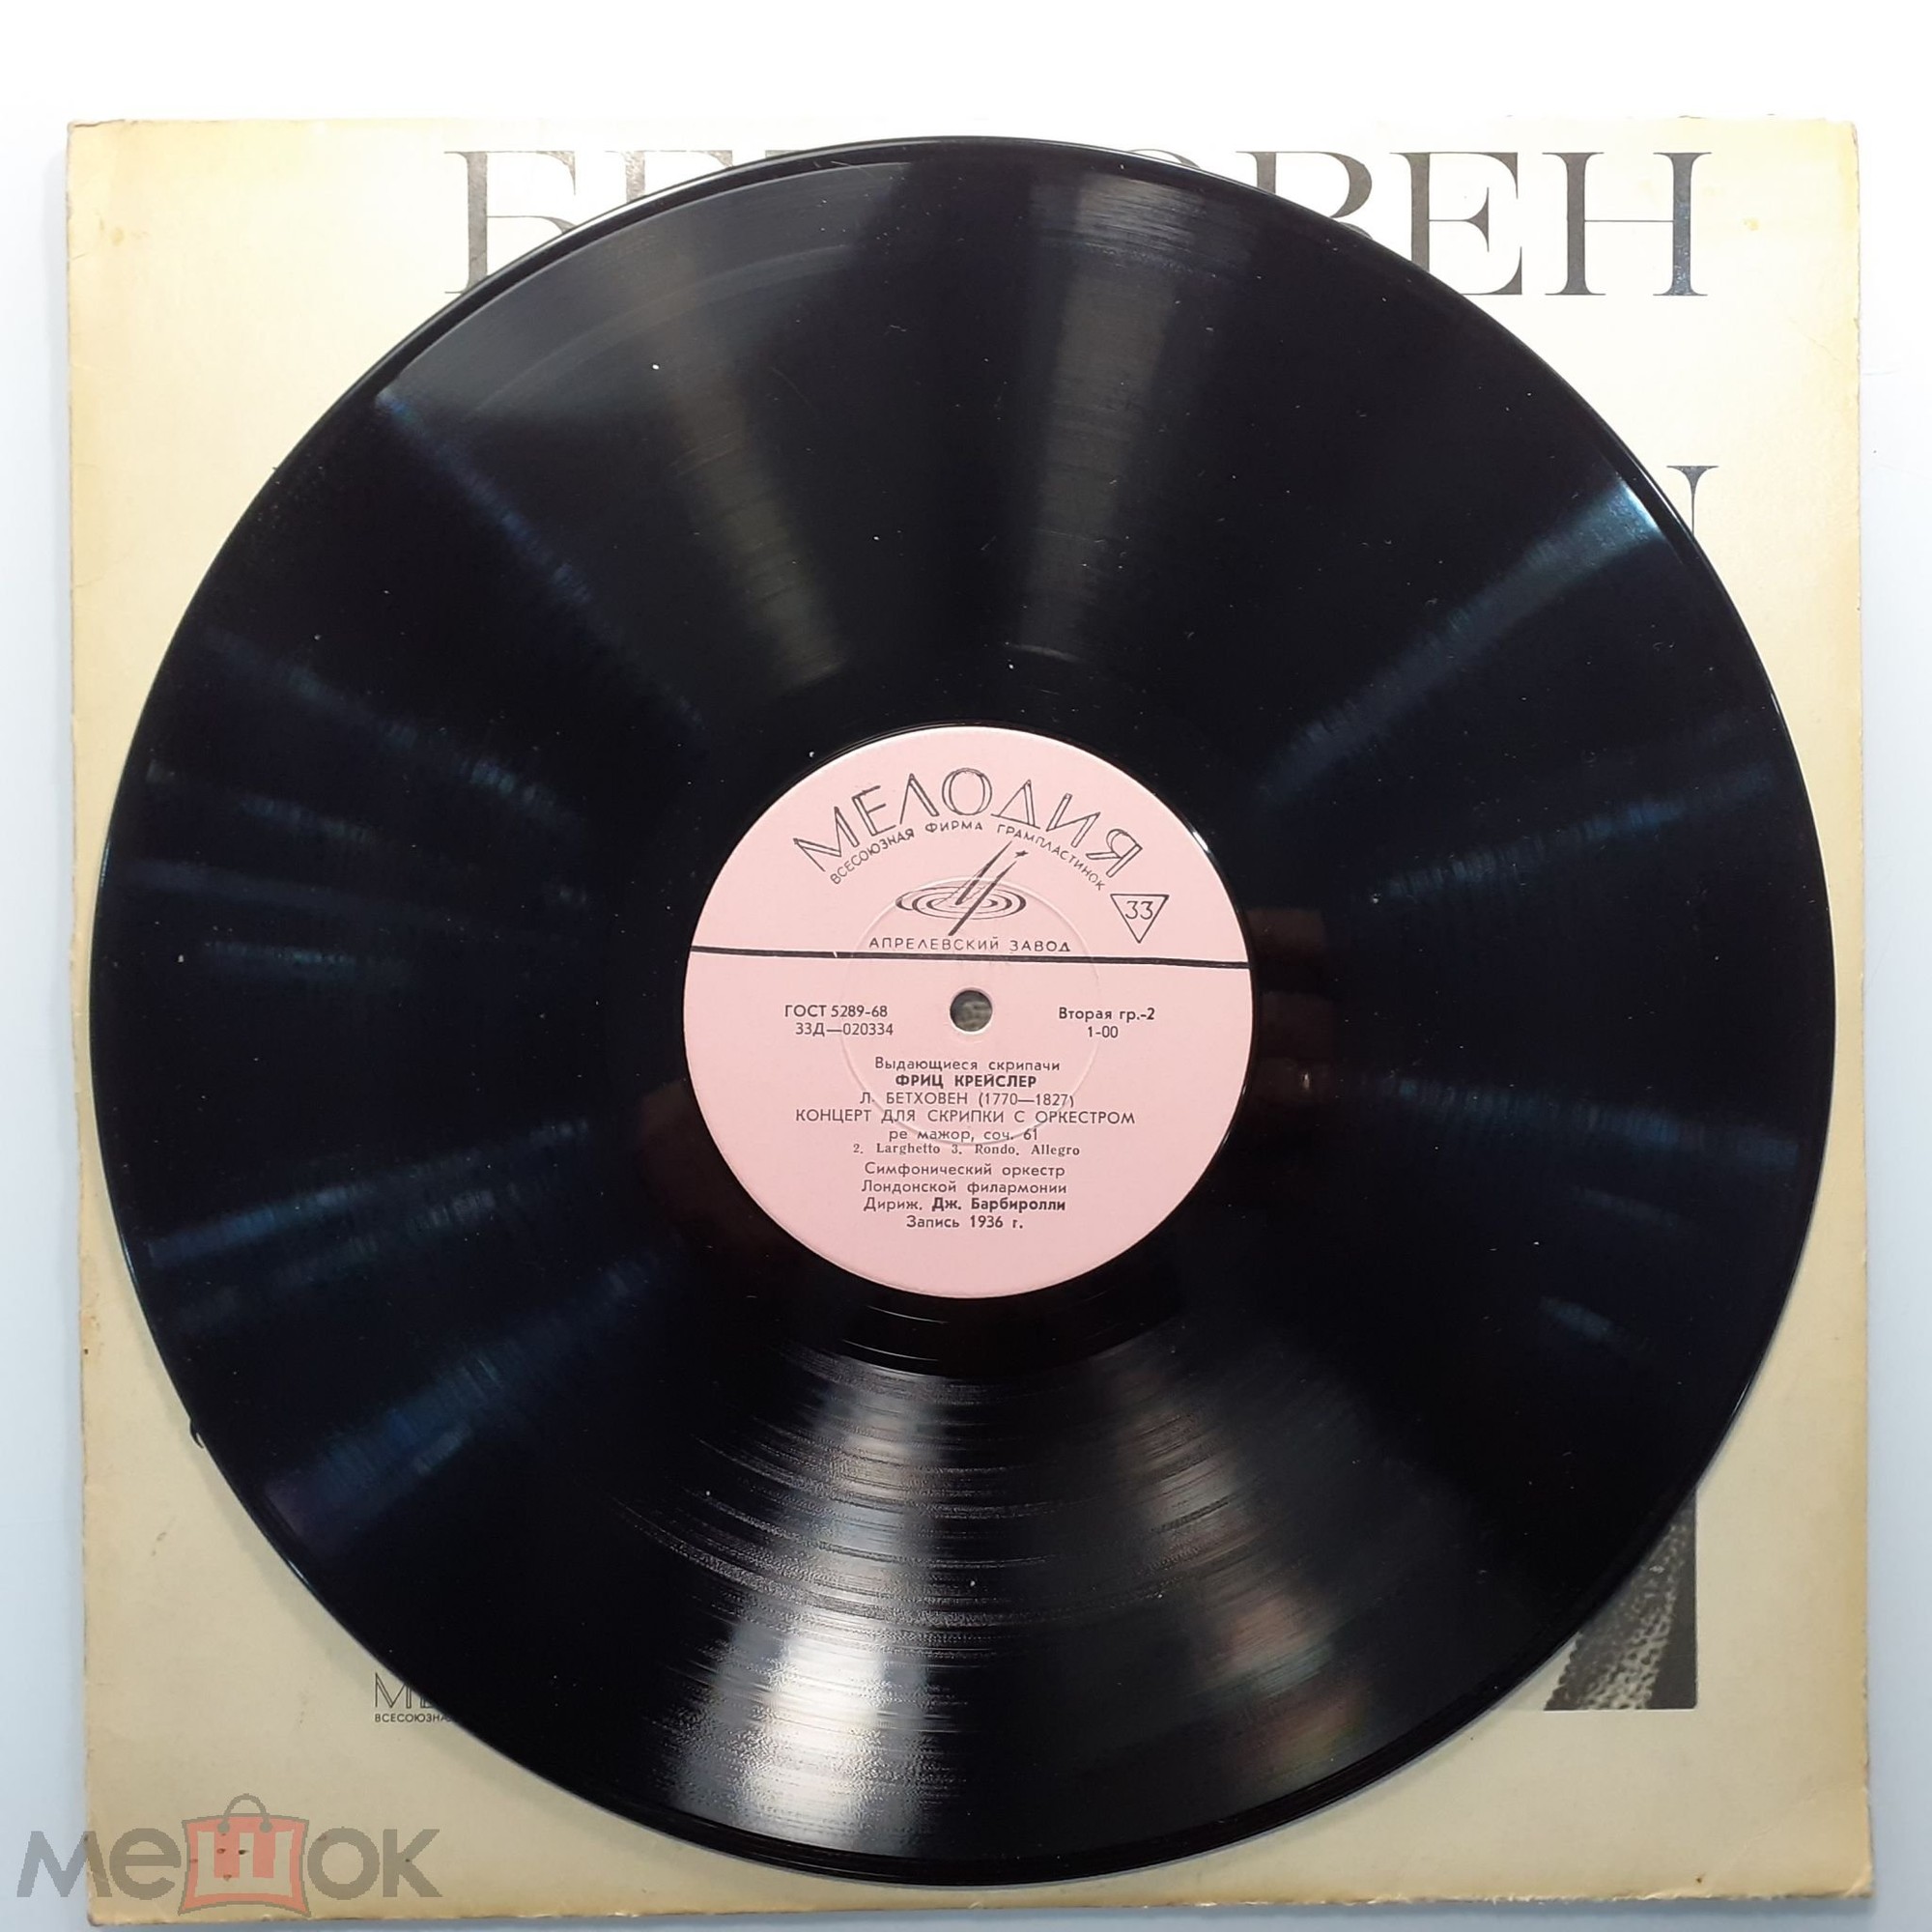 ВЕН
МЕЛОДИЯ
ВСЕСОЮЗНАЯ ФИРМА ГРАМПЛАСТИНОК
33
АПРЕЛЕВСКИЙ ЗАВОД
ГОСТ 5289-68
33Д—020334
Вторая гр.-2
1-00
Выдающиеся скрипачи
ФРИЦ КРЕЙСЛЕР
Л. БЕТХОВЕН (1770—1827)
КОНЦЕРТ ДЛЯ СКРИПКИ С ОРКЕСТРОМ
ре мажор, соч. 61
2. Larghetto 3. Rondo. Allegro
Симфонический оркестр
Лондонской филармонии
Дириж. Дж. Барбиролли
Запись 1936 г.
мешок